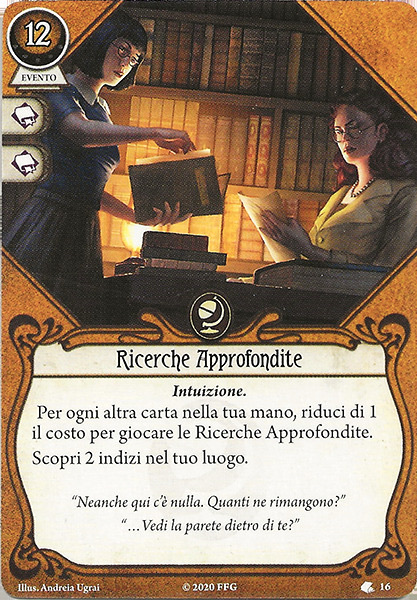 12
EVENTO
Ricerche Approfondite
Intuizione.
Per ogni altra carta nella tua mano, riduci di 1
il costo per giocare le Ricerche Approfondite.
Scopri 2 indizi nel tuo luogo.
“Neanche qui c’è nulla. Quanti ne rimangono?”
“…Vedi la parete dietro di te?”
Illus. Andreia Ugrai © 2020 FFG 16